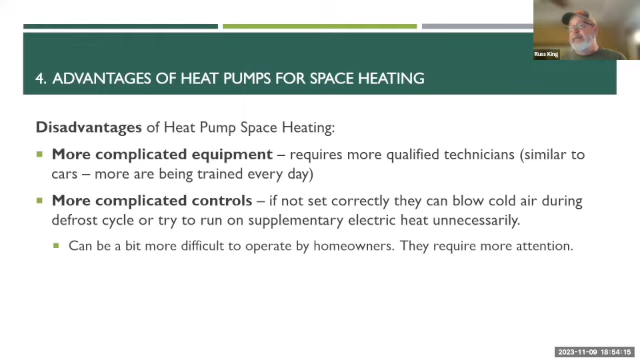 Russ King
4. ADVANTAGES OF HEAT PUMPS FOR SPACE HEATING
Disadvantages of Heat Pump Space Heating:
More complicated equipment – requires more qualified technicians (similar to
cars – more are being trained every day)
More complicated controls – if not set correctly they can blow cold air during
defrost cycle or try to run on supplementary electric heat unnecessarily.
Can be a bit more difficult to operate by homeowners. They require more attention.
2023-11-09 18:54:15